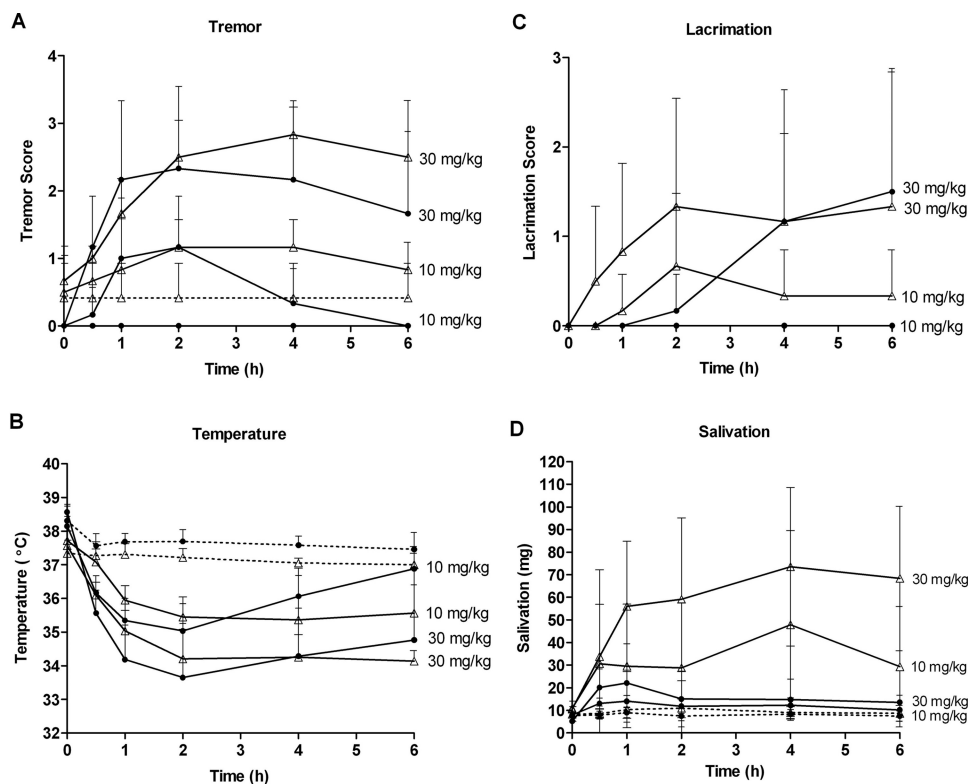 A
Tremor
Tremor Score
4
3
2
1
0
30 mg/kg
30 mg/kg
10 mg/kg
10 mg/kg
0 1 2 3 4 5 6
Time (h)
C
Lacrimation
Lacrimation Score
3
2
1
0
30 mg/kg
30 mg/kg
10 mg/kg
10 mg/kg
0 1 2 3 4 5 6
Time (h)
B
Temperature
Temperature (°C)
40
39
38
37
36
35
34
33
32
10 mg/kg
10 mg/kg
30 mg/kg
30 mg/kg
0 1 2 3 4 5 6
Time (h)
D
Salivation
Salivation (mg)
120
110
100
90
80
70
60
50
40
30
20
10
0
30 mg/kg
10 mg/kg
30 mg/kg
10 mg/kg
0 1 2 3 4 5 6
Time (h)